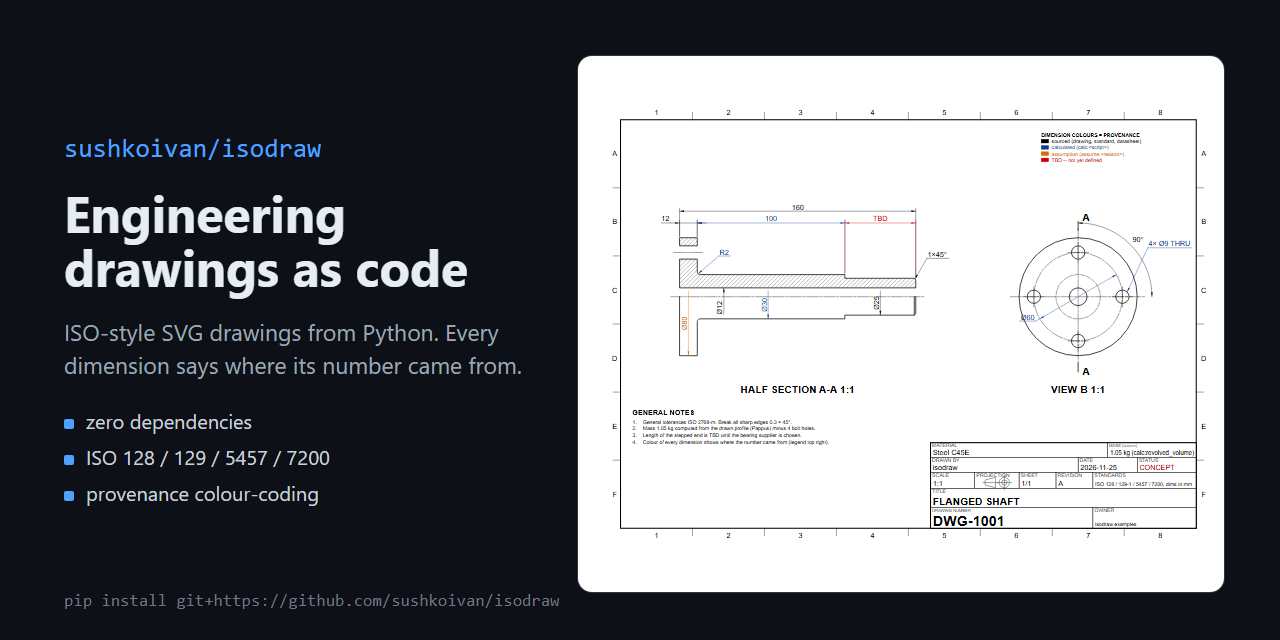 sushkoivan/isodraw
Engineering
drawings as code
ISO-style SVG drawings from Python. Every
dimension says where its number came from.
zero dependencies
ISO 128 / 129 / 5457 / 7200
provenance colour-coding
pip install git+https://github.com/sushkoivan/isodraw
1 2 3 4 5 6 7 8
A A
B B
C C
D D
E E
F F
DIMENSION COLOURS = PROVENANCE
sourced (drawing, standard, datasheet)
calculated (calc:<script>)
assumption (assume:<reason>)
TBD – not yet defined
160
12 100 TBD
R2
1×45°
Ø80 Ø12 Ø30 Ø25
HALF SECTION A-A 1:1
A
90°
4× Ø9 THRU
Ø60
A
VIEW B 1:1
GENERAL NOTES
1. General tolerances ISO 2768-m. Break all sharp edges 0.3 × 45°.
2. Mass 1.05 kg computed from the drawn profile (Pappus) minus 4 bolt holes.
3. Length of the stepped end is TBD until the bearing supplier is chosen.
4. Colour of every dimension shows where the number came from (legend top right).
MATERIAL
Steel C45E
MASS (source)
1.05 kg (calc:revolved_volume)
DRAWN BY
isodraw
DATE
2026-11-25
STATUS
CONCEPT
SCALE
1:1
PROJECTION
SHEET
1/1
REVISION
A
STANDARDS
ISO 128 / 129-1 / 5457 / 7200, dims in mm
TITLE
FLANGED SHAFT
DRAWING NUMBER
DWG-1001
OWNER
isodraw examples
1 2 3 4 5 6 7 8